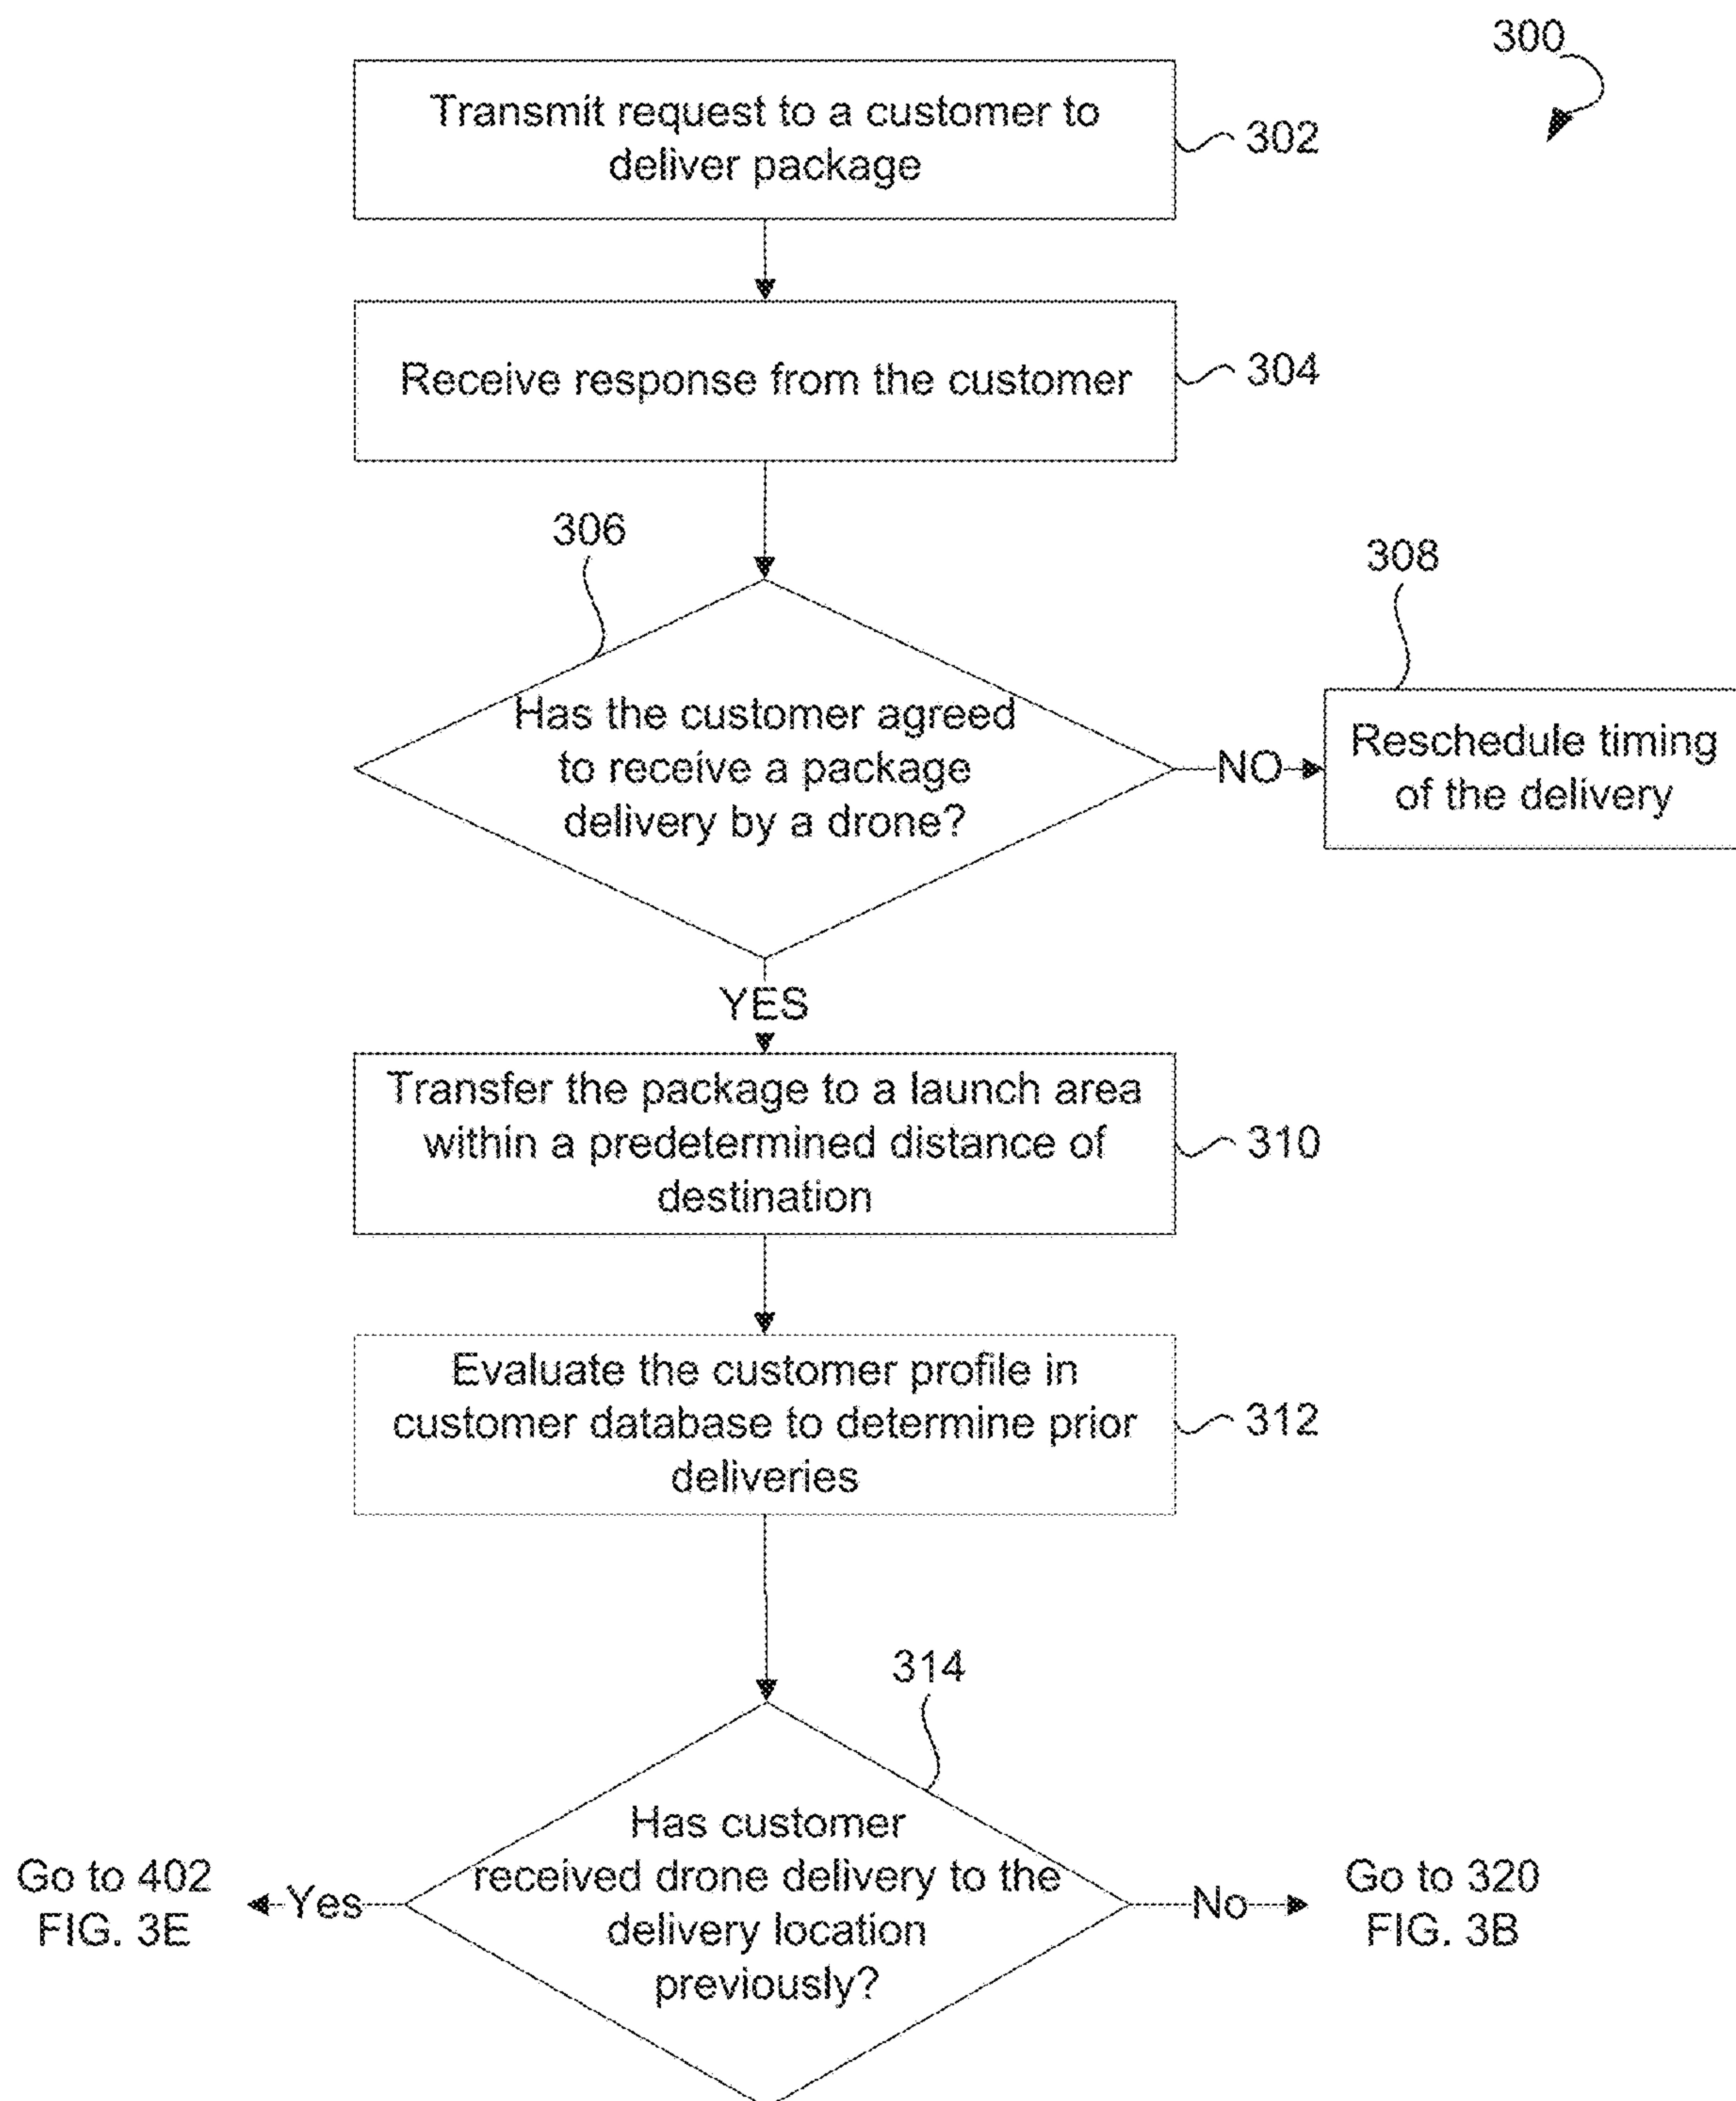 300
Transmit request to a customer to
deliver package
302
Receive response from the customer
304
306
308
Has the customer agreed
to receive a package
delivery by a drone?
NO
Reschedule timing
of the delivery
YES
Transfer the package to a launch area
within a predetermined distance of
destination
310
Evaluate the customer profile in
customer database to determine prior
deliveries
312
314
Has customer
received drone delivery to the
delivery location
previously?
Yes
Go to 402
FIG. 3E
No
Go to 320
FIG. 3B